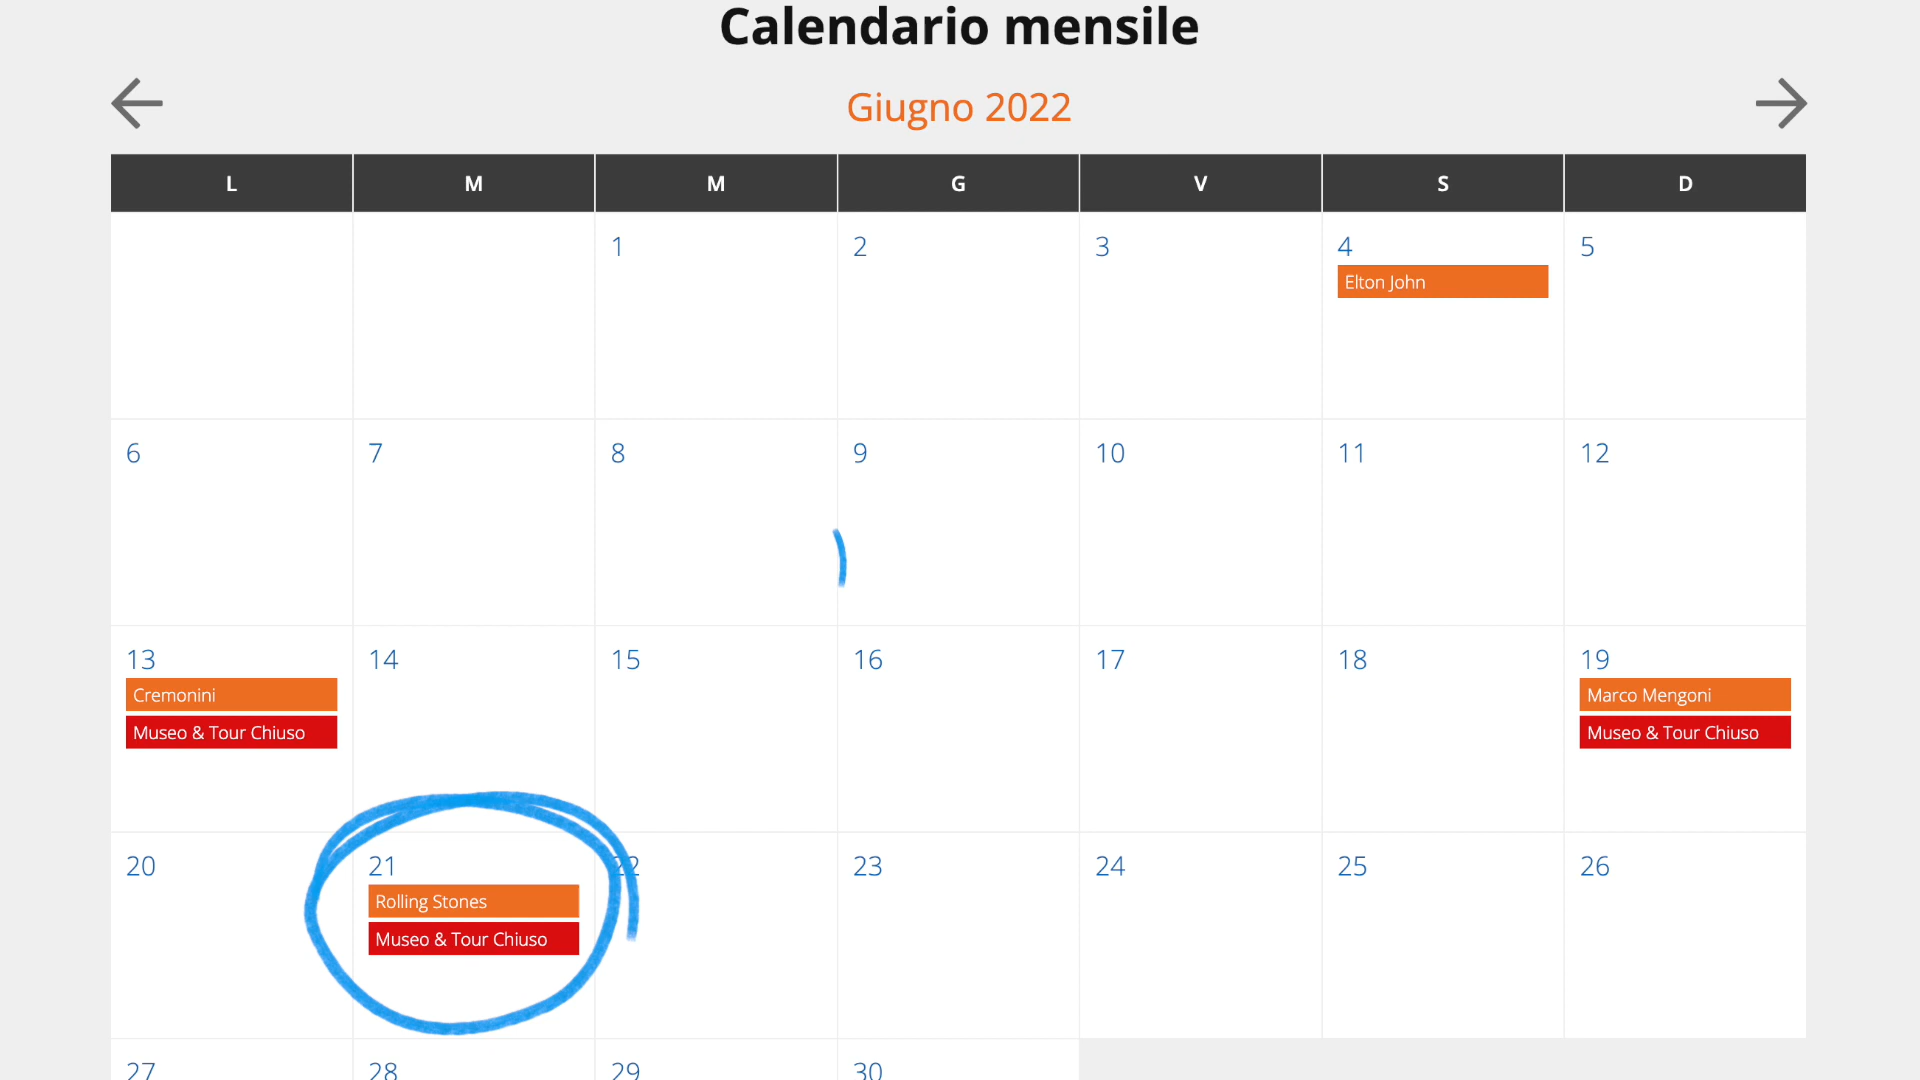 Calendario mensile
Giugno 2022
L M M G V S D
1 2 3 4 5
Elton John
6 7 8 9 10 11 12
13 14 15 16 17 18 19
Cremonini Marco Mengoni
Museo & Tour Chiuso Museo & Tour Chiuso
20 21 22 23 24 25 26
Rolling Stones
Museo & Tour Chiuso
27 28 29 30